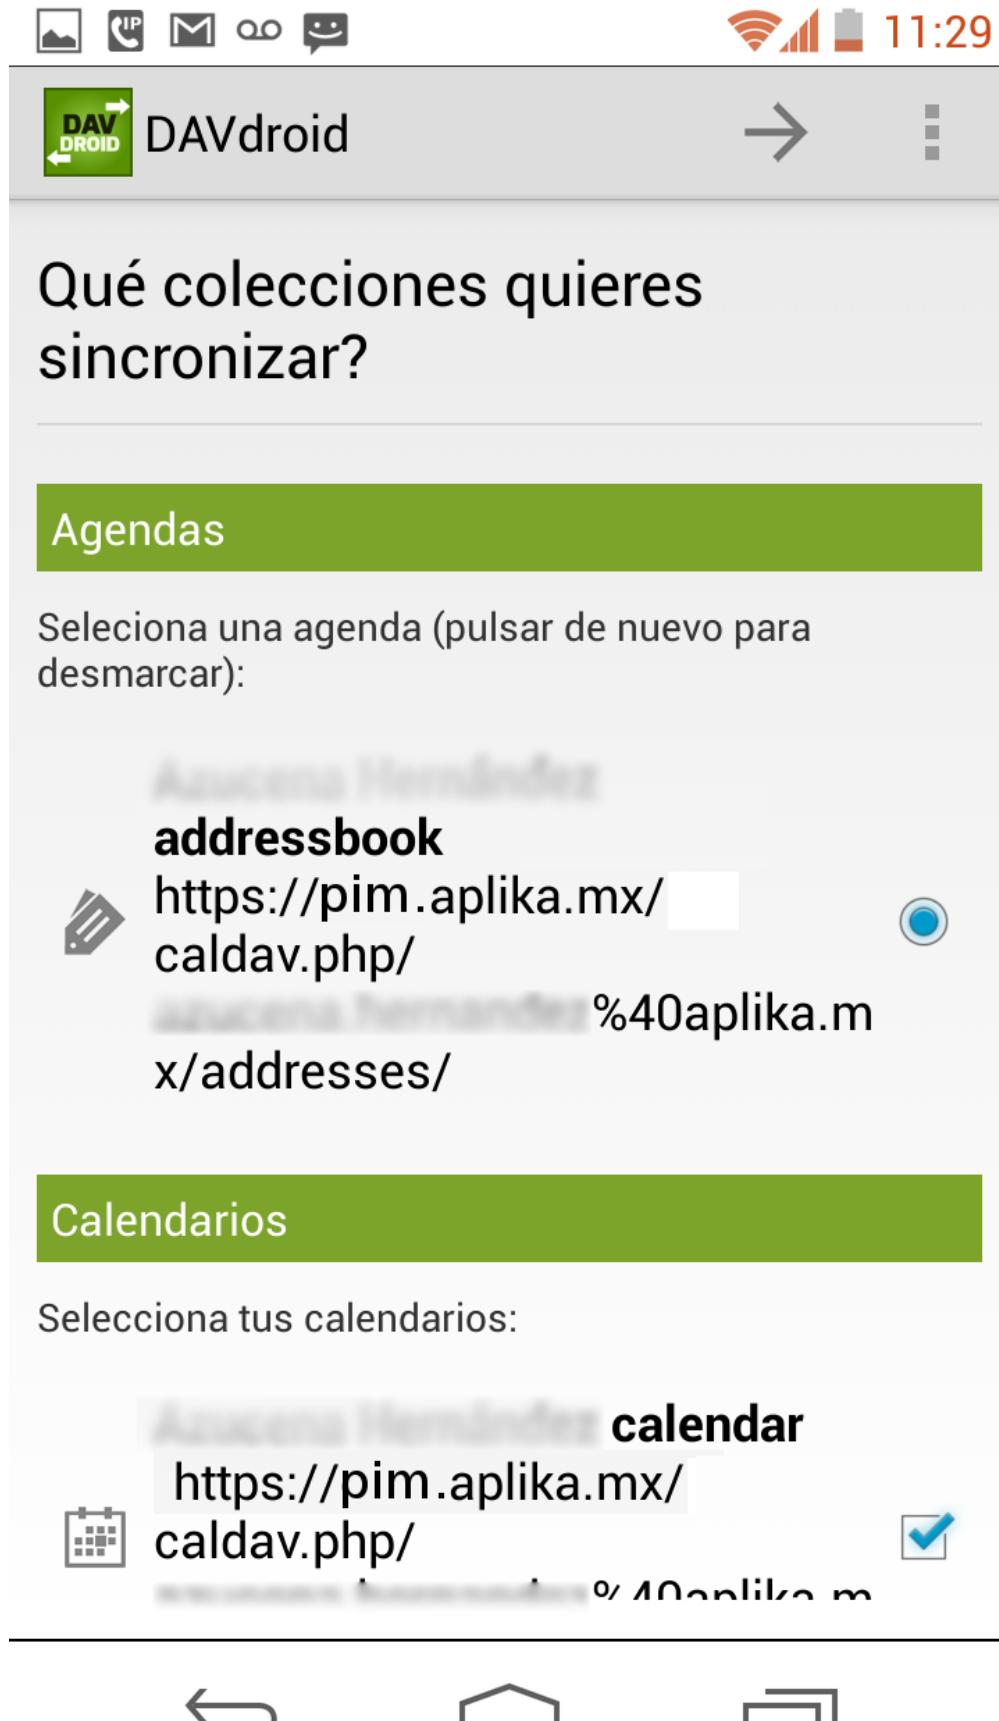 11:29
DAV
DROID
DAVdroid
Qué colecciones quieres
sincronizar?
Agendas
Seleciona una agenda (pulsar de nuevo para
desmarcar):
addressbook
https://pim.aplika.mx/
caldav.php/
%40aplika.m
x/addresses/
Calendarios
Selecciona tus calendarios:
calendar
https://pim.aplika.mx/
caldav.php/
%40aplika.m